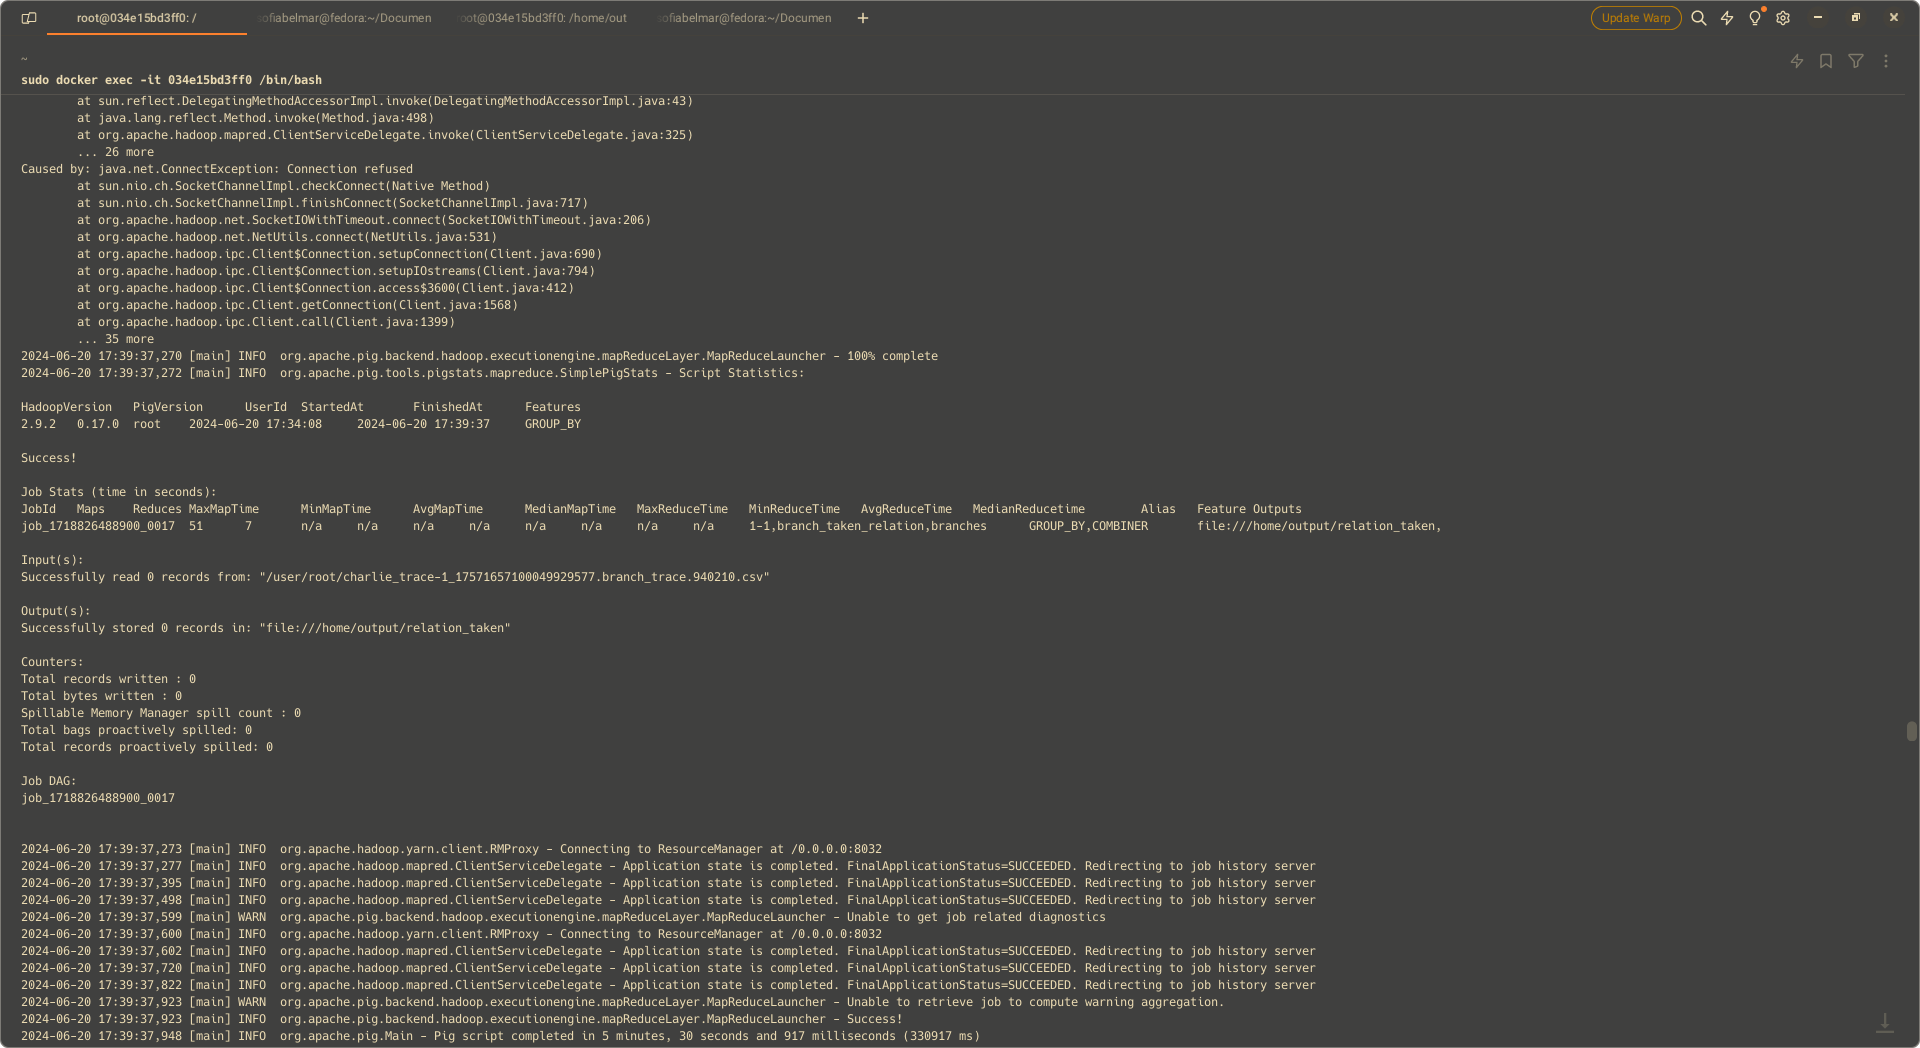 root@034e15bd3ff0: /
ofiabelmar@fedora:~/Documen
oot@034e15bd3ff0: /home/out
ofiabelmar@fedora:~/Documen
+
Update Warp
~
sudo docker exec -it 034e15bd3ff0 /bin/bash
at sun.reflect.DelegatingMethodAccessorImpl.invoke(DelegatingMethodAccessorImpl.java:43)
at java.lang.reflect.Method.invoke(Method.java:498)
at org.apache.hadoop.mapred.ClientServiceDelegate.invoke(ClientServiceDelegate.java:325)
... 26 more
Caused by: java.net.ConnectException: Connection refused
at sun.nio.ch.SocketChannelImpl.checkConnect(Native Method)
at sun.nio.ch.SocketChannelImpl.finishConnect(SocketChannelImpl.java:717)
at org.apache.hadoop.net.SocketIOWithTimeout.connect(SocketIOWithTimeout.java:206)
at org.apache.hadoop.net.NetUtils.connect(NetUtils.java:531)
at org.apache.hadoop.ipc.Client$Connection.setupConnection(Client.java:690)
at org.apache.hadoop.ipc.Client$Connection.setupIOstreams(Client.java:794)
at org.apache.hadoop.ipc.Client$Connection.access$3600(Client.java:412)
at org.apache.hadoop.ipc.Client.getConnection(Client.java:1568)
at org.apache.hadoop.ipc.Client.call(Client.java:1399)
... 35 more
2024-06-20 17:39:37,270 [main] INFO  org.apache.pig.backend.hadoop.executionengine.mapReduceLayer.MapReduceLauncher - 100% complete
2024-06-20 17:39:37,272 [main] INFO  org.apache.pig.tools.pigstats.mapreduce.SimplePigStats - Script Statistics:
HadoopVersion   PigVersion      UserId  StartedAt       FinishedAt      Features
2.9.2   0.17.0  root    2024-06-20 17:34:08     2024-06-20 17:39:37     GROUP_BY
Success!
Job Stats (time in seconds):
JobId   Maps    Reduces MaxMapTime      MinMapTime      AvgMapTime      MedianMapTime   MaxReduceTime   MinReduceTime   AvgReduceTime   MedianReducetime        Alias   Feature Outputs
job_1718826488900_0017  51      7       n/a     n/a     n/a     n/a     n/a     n/a     n/a     n/a     1-1,branch_taken_relation,branches      GROUP_BY,COMBINER       file:///home/output/relation_taken,
Input(s):
Successfully read 0 records from: "/user/root/charlie_trace-1_17571657100049929577.branch_trace.940210.csv"
Output(s):
Successfully stored 0 records in: "file:///home/output/relation_taken"
Counters:
Total records written : 0
Total bytes written : 0
Spillable Memory Manager spill count : 0
Total bags proactively spilled: 0
Total records proactively spilled: 0
Job DAG:
job_1718826488900_0017
2024-06-20 17:39:37,273 [main] INFO  org.apache.hadoop.yarn.client.RMProxy - Connecting to ResourceManager at /0.0.0.0:8032
2024-06-20 17:39:37,277 [main] INFO  org.apache.hadoop.mapred.ClientServiceDelegate - Application state is completed. FinalApplicationStatus=SUCCEEDED. Redirecting to job history server
2024-06-20 17:39:37,395 [main] INFO  org.apache.hadoop.mapred.ClientServiceDelegate - Application state is completed. FinalApplicationStatus=SUCCEEDED. Redirecting to job history server
2024-06-20 17:39:37,498 [main] INFO  org.apache.hadoop.mapred.ClientServiceDelegate - Application state is completed. FinalApplicationStatus=SUCCEEDED. Redirecting to job history server
2024-06-20 17:39:37,599 [main] WARN  org.apache.pig.backend.hadoop.executionengine.mapReduceLayer.MapReduceLauncher - Unable to get job related diagnostics
2024-06-20 17:39:37,600 [main] INFO  org.apache.hadoop.yarn.client.RMProxy - Connecting to ResourceManager at /0.0.0.0:8032
2024-06-20 17:39:37,602 [main] INFO  org.apache.hadoop.mapred.ClientServiceDelegate - Application state is completed. FinalApplicationStatus=SUCCEEDED. Redirecting to job history server
2024-06-20 17:39:37,720 [main] INFO  org.apache.hadoop.mapred.ClientServiceDelegate - Application state is completed. FinalApplicationStatus=SUCCEEDED. Redirecting to job history server
2024-06-20 17:39:37,822 [main] INFO  org.apache.hadoop.mapred.ClientServiceDelegate - Application state is completed. FinalApplicationStatus=SUCCEEDED. Redirecting to job history server
2024-06-20 17:39:37,923 [main] WARN  org.apache.pig.backend.hadoop.executionengine.mapReduceLayer.MapReduceLauncher - Unable to retrieve job to compute warning aggregation.
2024-06-20 17:39:37,923 [main] INFO  org.apache.pig.backend.hadoop.executionengine.mapReduceLayer.MapReduceLauncher - Success!
2024-06-20 17:39:37,948 [main] INFO  org.apache.pig.Main - Pig script completed in 5 minutes, 30 seconds and 917 milliseconds (330917 ms)